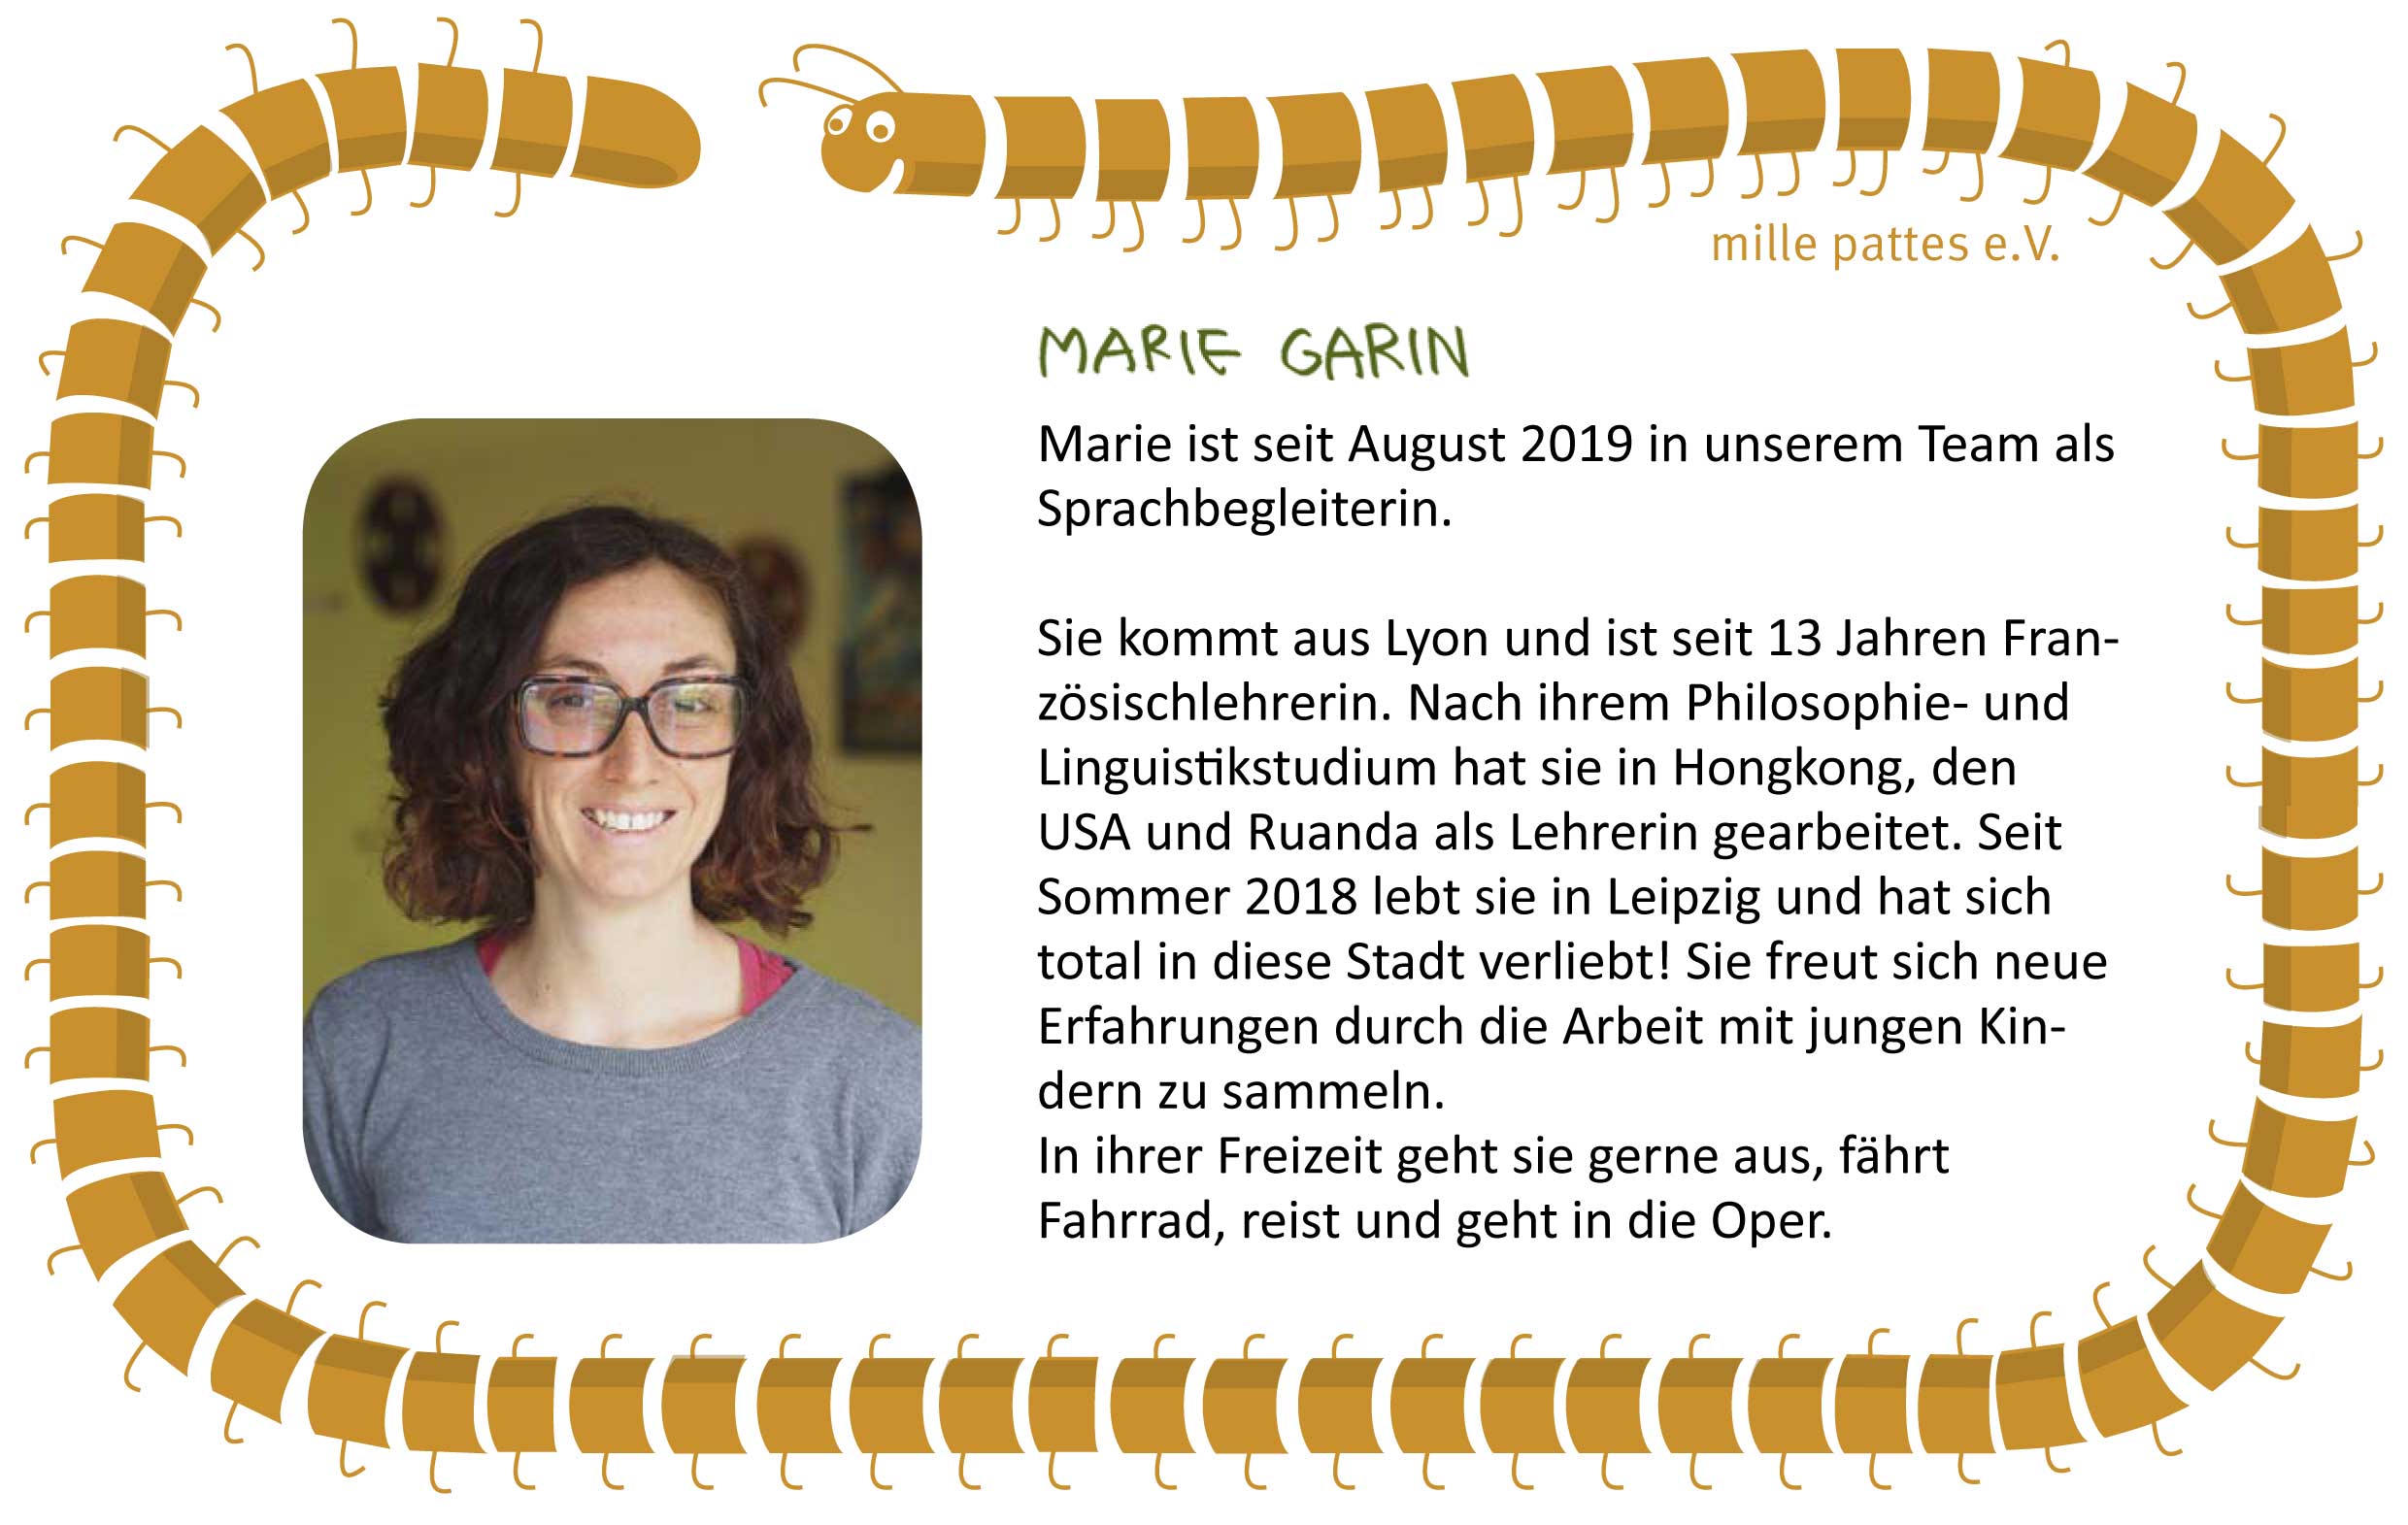 mille pattes e.V.
MARIE GARIN
Marie ist seit August 2019 in unserem Team als
Sprachbegleiterin.
Sie kommt aus Lyon und ist seit 13 Jahren Fran-
zösischlehrerin. Nach ihrem Philosophie- und
Linguistikstudium hat sie in Hongkong, den
USA und Ruanda als Lehrerin gearbeitet. Seit
Sommer 2018 lebt sie in Leipzig und hat sich
total in diese Stadt verliebt! Sie freut sich neue
Erfahrungen durch die Arbeit mit jungen Kin-
dern zu sammeln.
In ihrer Freizeit geht sie gerne aus, fährt
Fahrrad, reist und geht in die Oper.